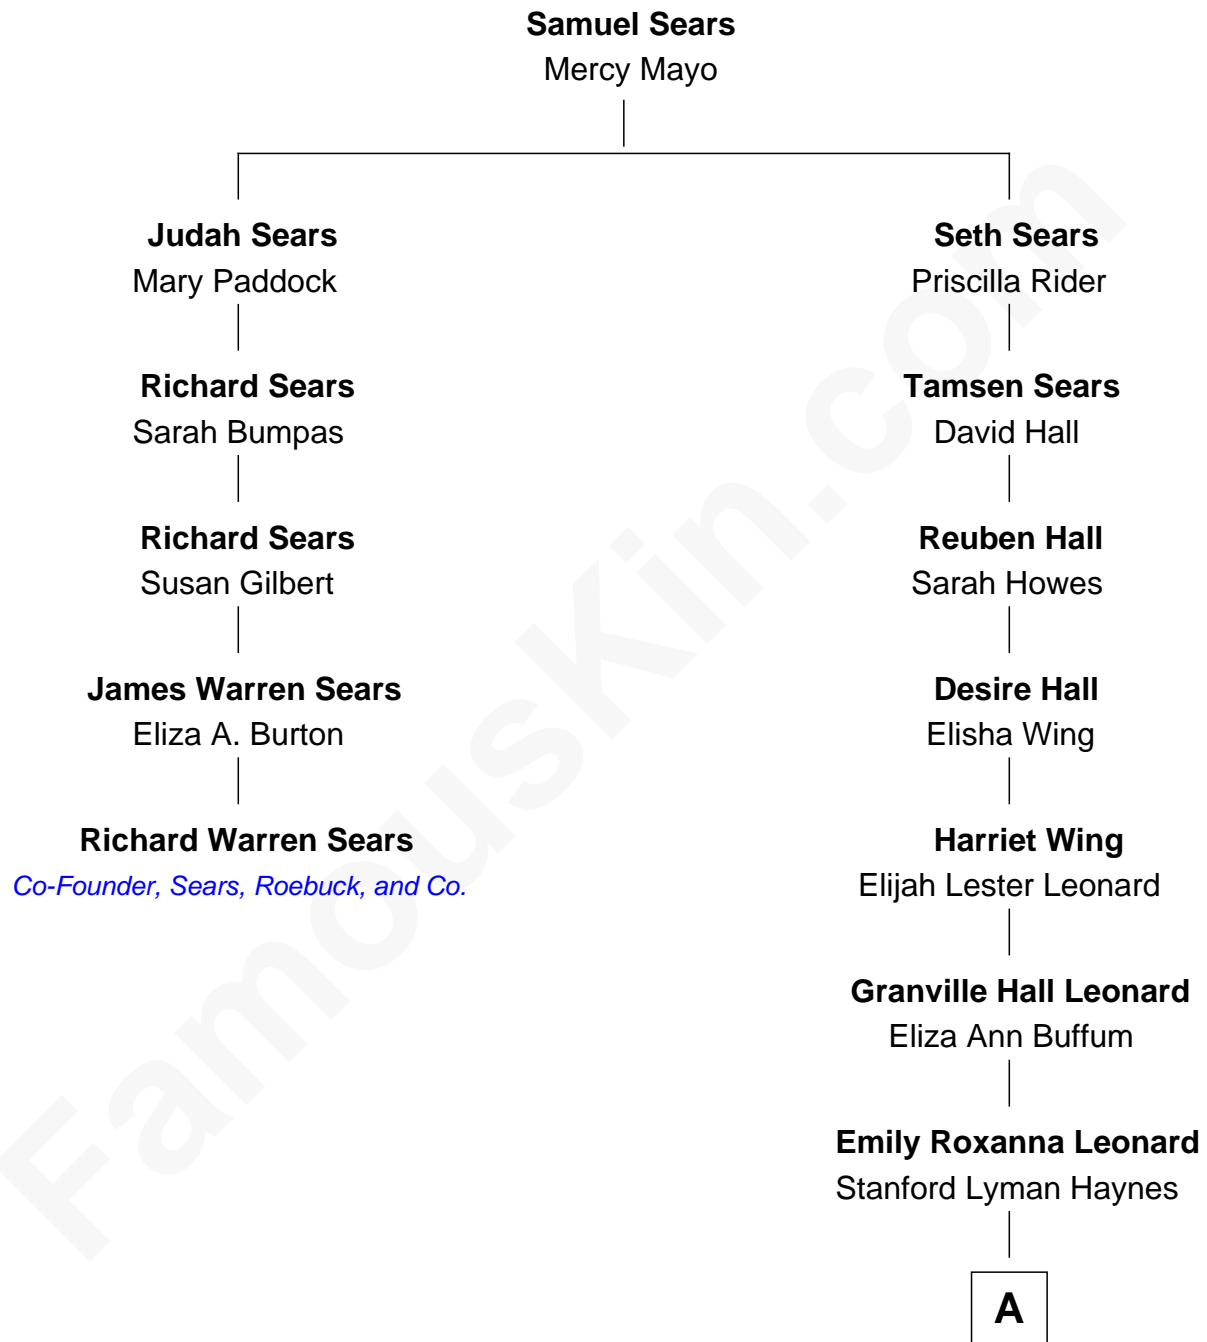 Samuel Sears
Mercy Mayo
Judah Sears
Mary Paddock
Seth Sears
Priscilla Rider
Richard Sears
Sarah Bumpas
Tamsen Sears
David Hall
Richard Sears
Susan Gilbert
Reuben Hall
Sarah Howes
James Warren Sears
Eliza A. Burton
Desire Hall
Elisha Wing
Richard Warren Sears
Co-Founder, Sears, Roebuck, and Co.
Harriet Wing
Elijah Lester Leonard
Granville Hall Leonard
Eliza Ann Buffum
Emily Roxanna Leonard
Stanford Lyman Haynes
A
FamousKin.com